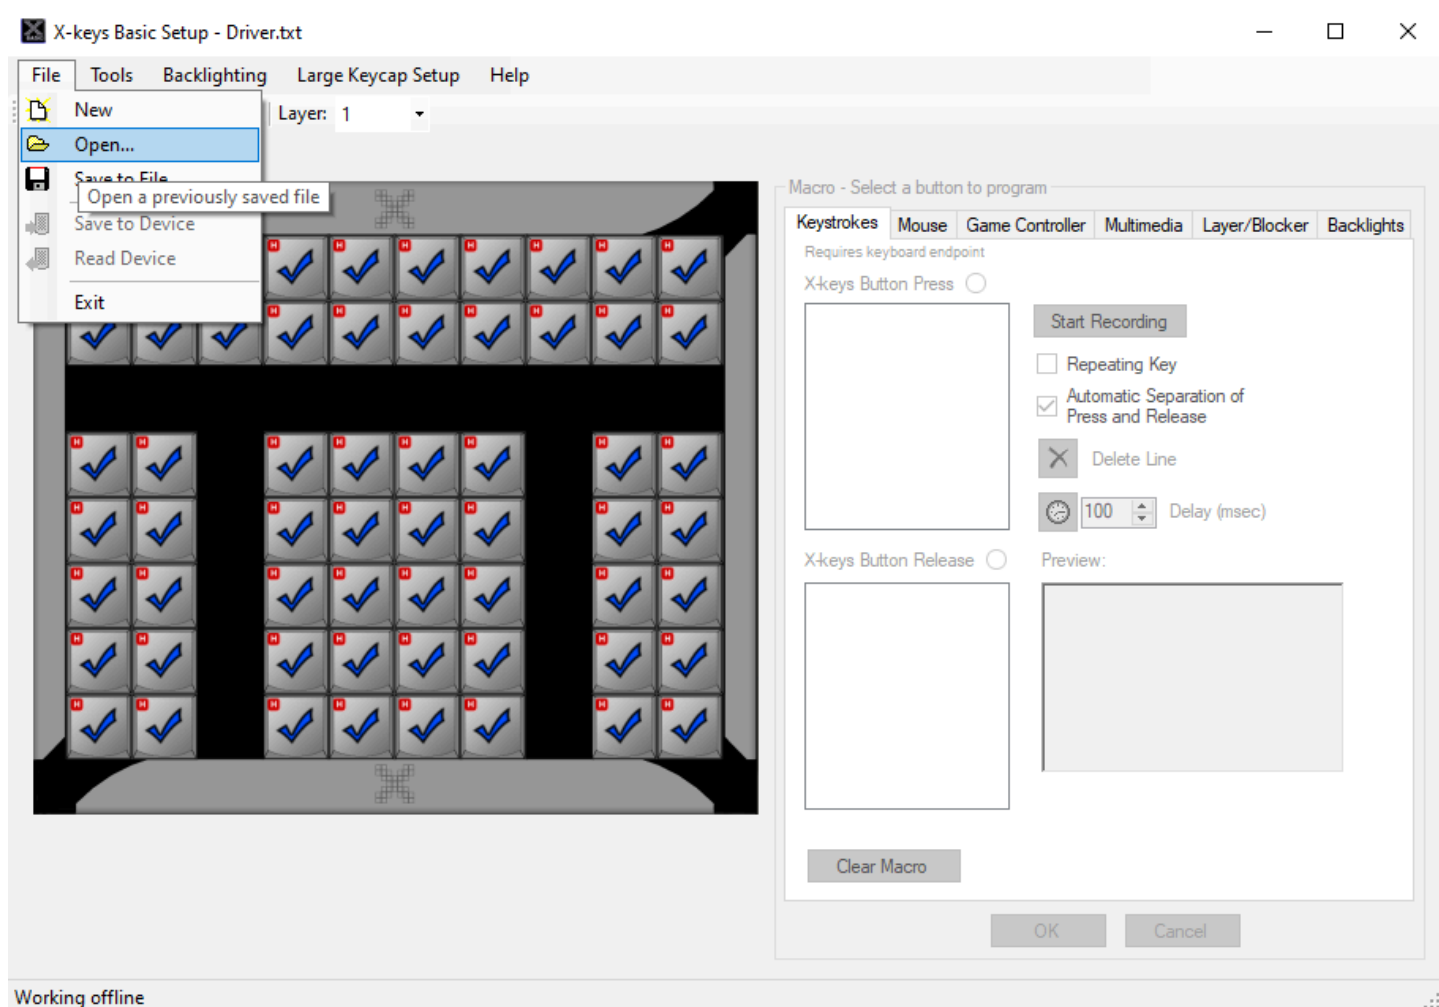 X-keys Basic Setup - Driver.txt
File Tools Backlighting Large Keycap Setup Help
New
Layer: 1
Open...
Save to File
Open a previously saved file
Save to Device
Read Device
Exit
Macro - Select a button to program
Keystrokes Mouse Game Controller Multimedia Layer/Blocker Backlights
Requires keyboard endpoint
X-keys Button Press
Start Recording
Repeating Key
Automatic Separation of
Press and Release
Delete Line
100 Delay (msec)
X-keys Button Release
Preview:
Clear Macro
OK Cancel
H H H H H H H
H H H H H H H
H H H H H H H H
H H H H H H H H
H H H H H H H H
H H H H H H H H
H H H H H H H H
Working offline